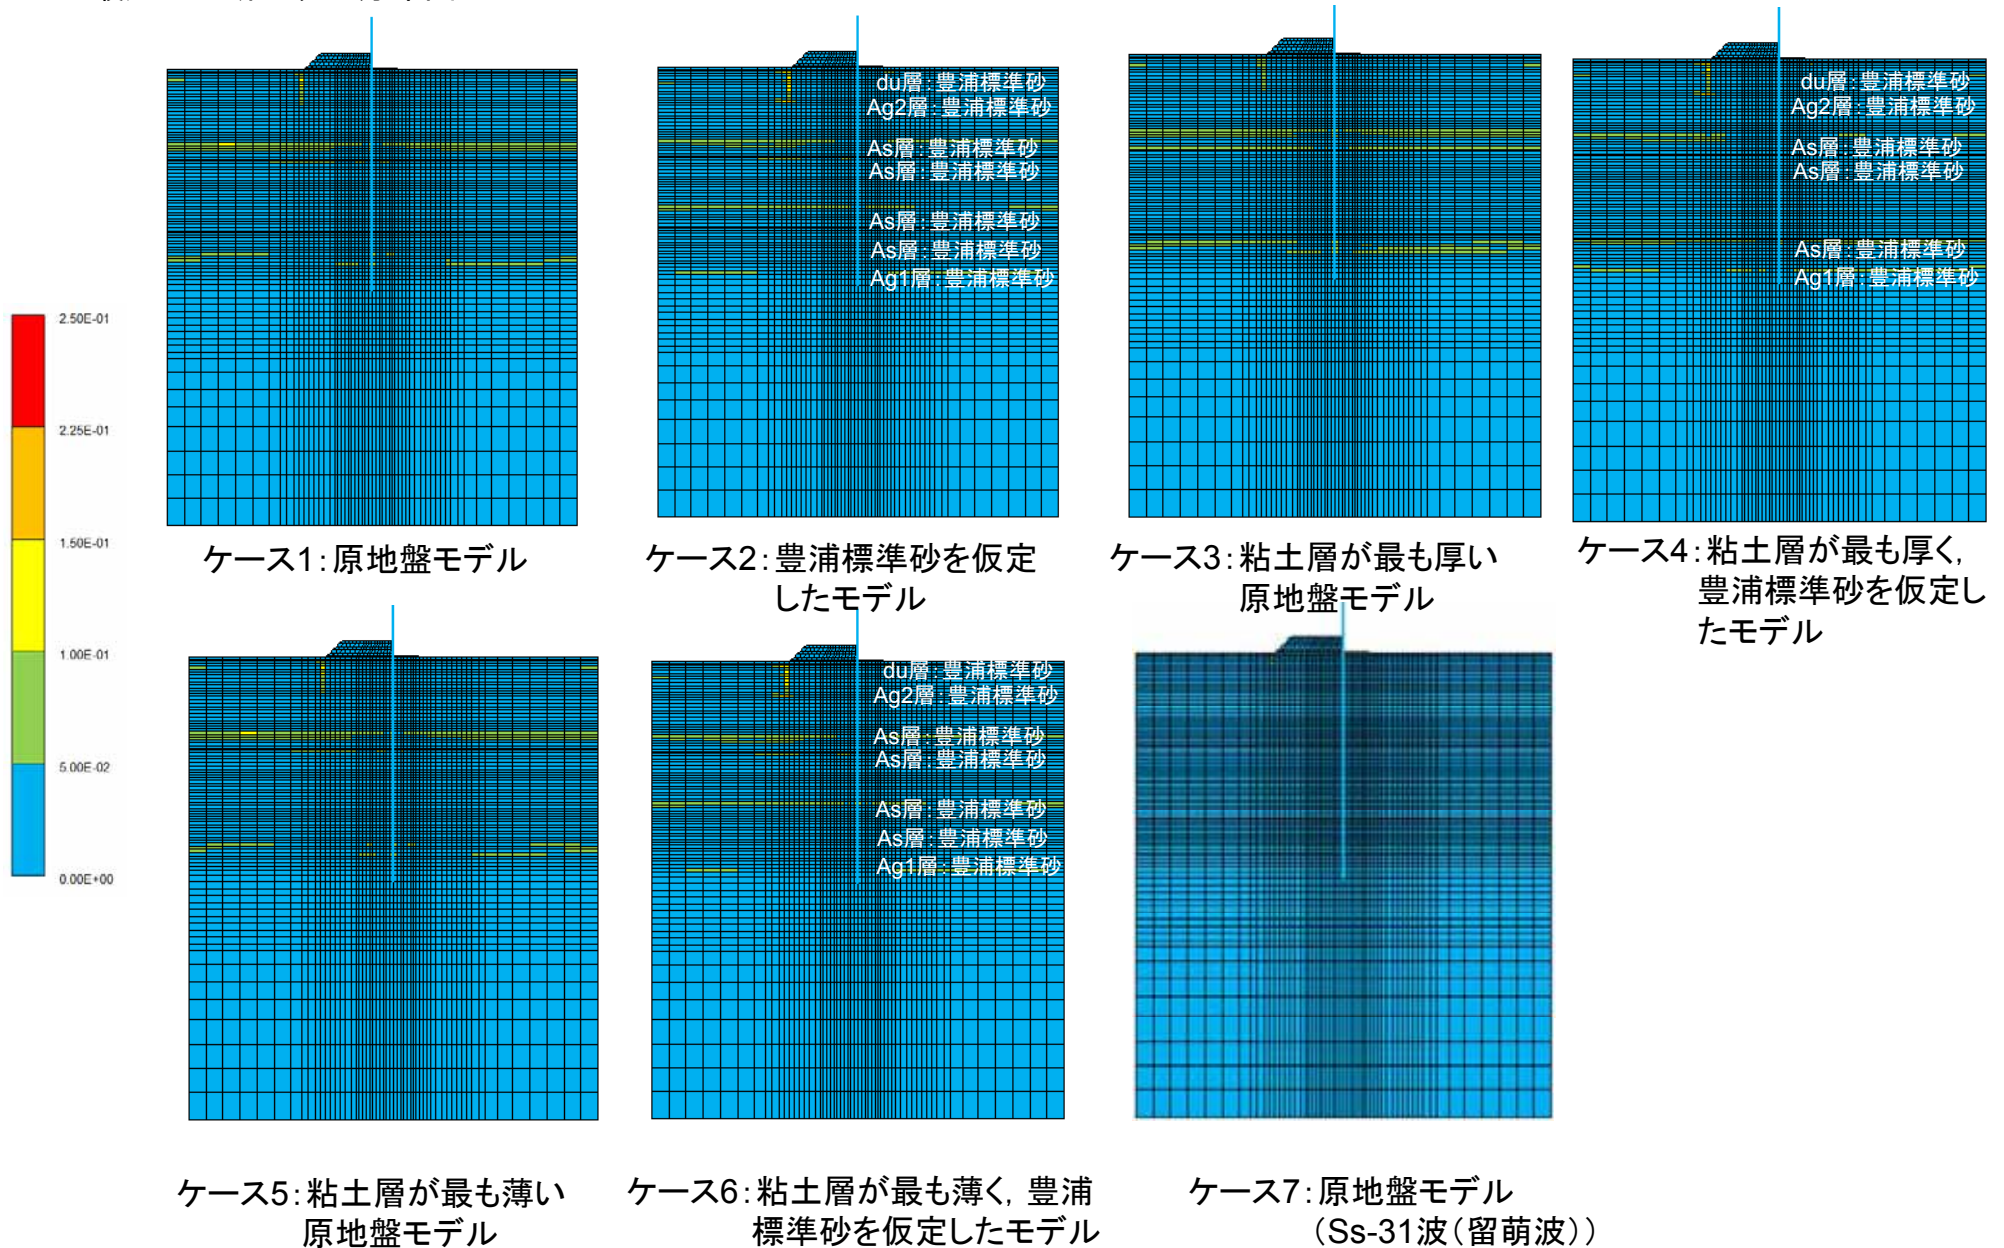 du層:豊浦標準砂
Ag2層:豊浦標準砂
As層:豊浦標準砂
As層:豊浦標準砂
As層:豊浦標準砂
As層:豊浦標準砂
Ag1層:豊浦標準砂
du層:豊浦標準砂
Ag2層:豊浦標準砂
As層:豊浦標準砂
As層:豊浦標準砂
As層:豊浦標準砂
Ag1層:豊浦標準砂
2.50E-01
2.25E-01
1.50E-01
1.00E-01
5.00E-02
0.00E+00
ケース1:原地盤モデル
ケース2:豊浦標準砂を仮定
したモデル
ケース3:粘土層が最も厚い
原地盤モデル
ケース4:粘土層が最も厚く,
豊浦標準砂を仮定し
たモデル
du層:豊浦標準砂
Ag2層:豊浦標準砂
As層:豊浦標準砂
As層:豊浦標準砂
As層:豊浦標準砂
As層:豊浦標準砂
Ag1層:豊浦標準砂
ケース5:粘土層が最も薄い
原地盤モデル
ケース6:粘土層が最も薄く, 豊浦
標準砂を仮定したモデル
ケース7:原地盤モデル
(Ss-31波(留萌波))